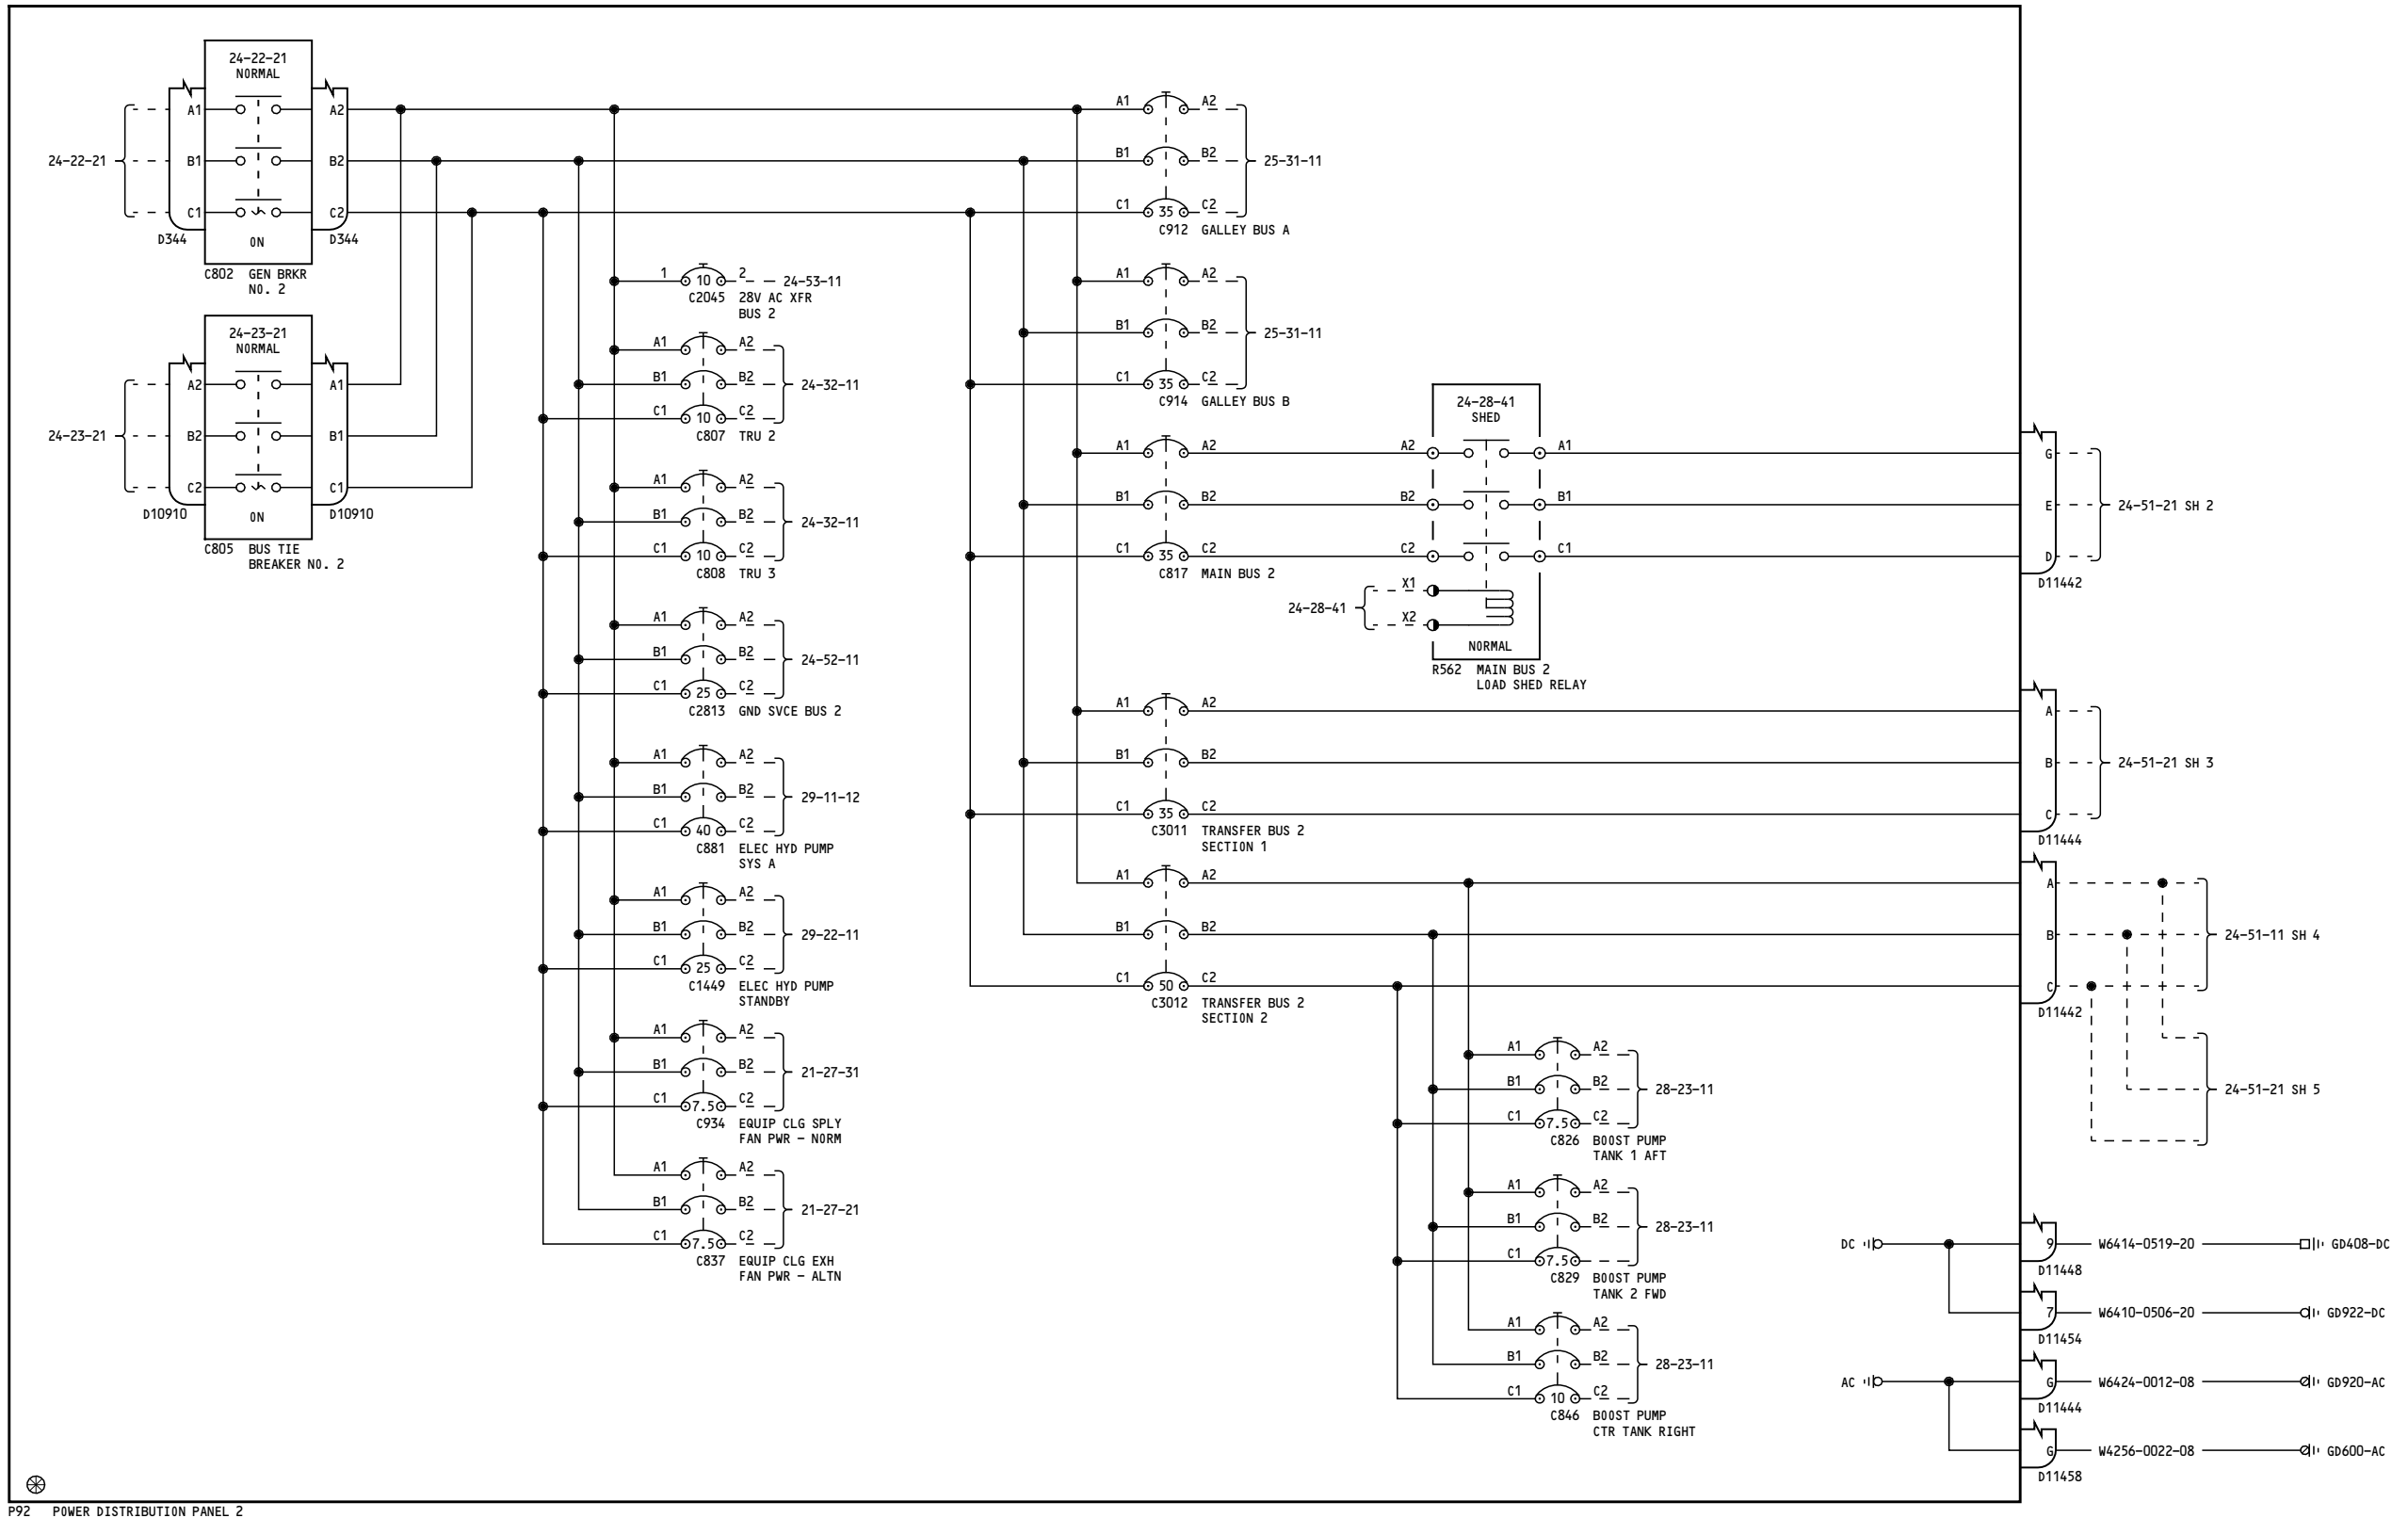 24-22-21
NORMAL
A1
A2
24-22-21
B1
B2
C1
C2
D344
D344
ON
C802 GEN BRKR
NO. 2
24-23-21
NORMAL
A2
A1
24-23-21
B2
B1
C2
C1
D10910
D10910
ON
C805 BUS TIE
BREAKER NO. 2
1 10 2 24-53-11
C2045 28V AC XFR
BUS 2
A1 A2
B1 B2 24-32-11
C1 10 C2
C807 TRU 2
A1 A2
B1 B2 24-32-11
C1 10 C2
C808 TRU 3
A1 A2
B1 B2 24-52-11
C1 25 C2
C2813 GND SVCE BUS 2
A1 A2
B1 B2 29-11-12
C1 40 C2
C881 ELEC HYD PUMP
SYS A
A1 A2
B1 B2 29-22-11
C1 25 C2
C1449 ELEC HYD PUMP
STANDBY
A1 A2
B1 B2 21-27-31
C1 7.5 C2
C934 EQUIP CLG SPLY
FAN PWR - NORM
A1 A2
B1 B2 21-27-21
C1 7.5 C2
C837 EQUIP CLG EXH
FAN PWR - ALTN
A1 A2
B1 B2 25-31-11
C1 35 C2
C912 GALLEY BUS A
A1 A2
B1 B2 25-31-11
C1 35 C2
C914 GALLEY BUS B
A1 A2
B1 B2
C1 35 C2
C817 MAIN BUS 2
24-28-41
SHED
A2 A1
B2 B1
C2 C1
X1
24-28-41
X2
NORMAL
R562 MAIN BUS 2
LOAD SHED RELAY
G
E 24-51-21 SH 2
D
D11442
A1 A2
B1 B2
C1 35 C2
C3011 TRANSFER BUS 2
SECTION 1
A
B 24-51-21 SH 3
C
D11444
A1 A2
B1 B2
C1 50 C2
C3012 TRANSFER BUS 2
SECTION 2
A
B 24-51-11 SH 4
C
D11442
24-51-21 SH 5
A1 A2
B1 B2 28-23-11
C1 7.5 C2
C826 BOOST PUMP
TANK 1 AFT
A1 A2
B1 B2 28-23-11
C1 7.5
C829 BOOST PUMP
TANK 2 FWD
A1 A2
B1 B2 28-23-11
C1 10 C2
C846 BOOST PUMP
CTR TANK RIGHT
DC 9 W6414-0519-20 GD408-DC
D11448
7 W6410-0506-20 GD922-DC
D11454
AC G W6424-0012-08 GD920-AC
D11444
G W4256-0022-08 GD600-AC
D11458
P92 POWER DISTRIBUTION PANEL 2